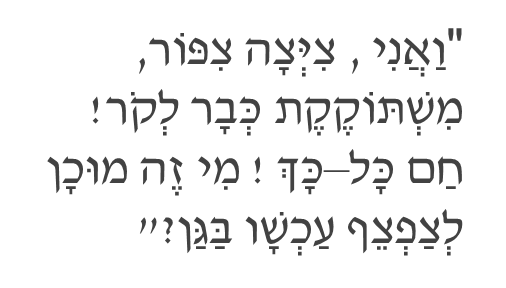 "וַאֲנִי , צִיְּצָה צִפּוֹר,
מִשְׁתּוֹקֶקֶת כְּבָר לְקֹר!
חַם כָּל–כָּךְ ! מִי זֶה מוּכָן
לְצַפְצֵף עַכְשָׁו בַּגַּן?"